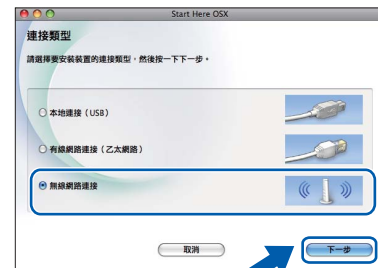 Start Here OSX
連接類型
請選擇要安裝裝置的連接類型,然後按一下下一步。
本地連接(USB)
有線網路連接(乙太網路)
無線網路連接
取消
下一步